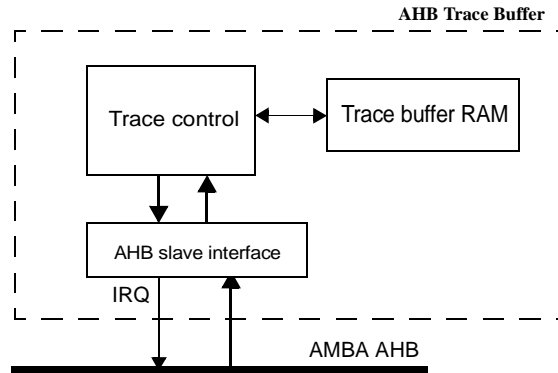 AHB Trace Buffer
Trace control
Trace buffer RAM
AHB slave interface
IRQ
AMBA AHB